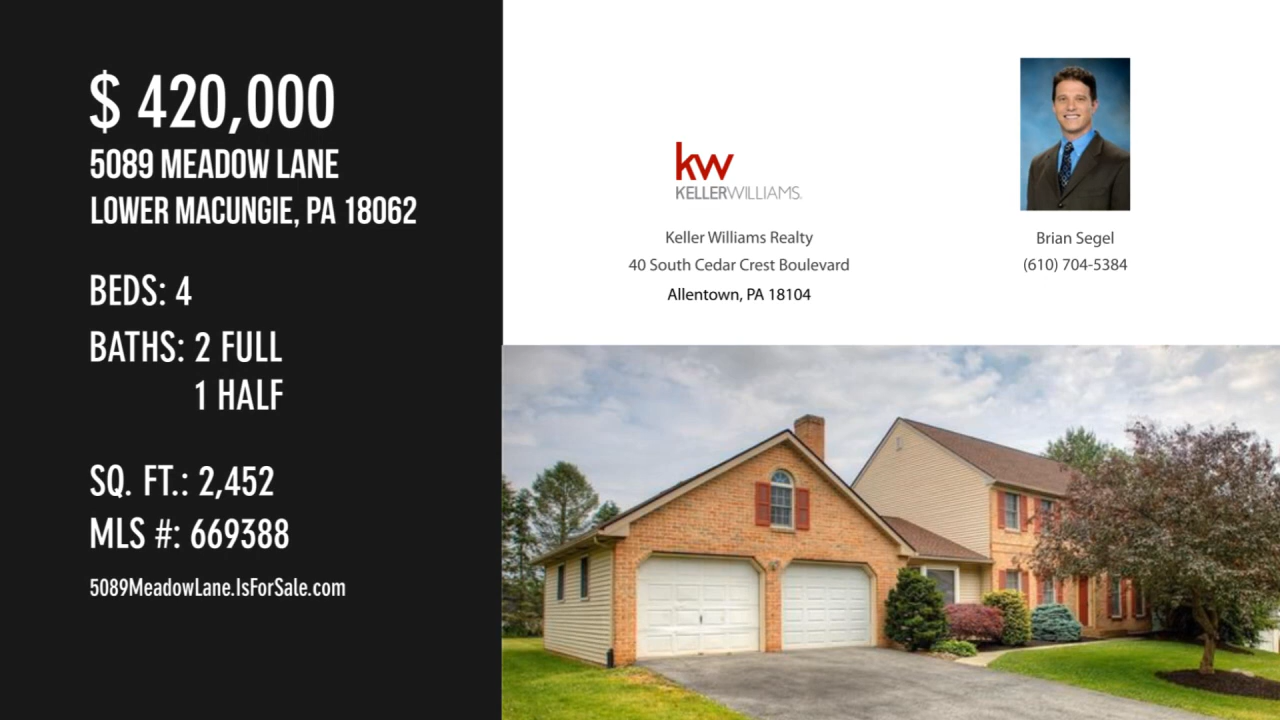 $ 420,000
5089 MEADOW LANE
LOWER MACUNGIE, PA 18062
BEDS: 4
BATHS: 2 FULL
1 HALF
SQ. FT.: 2,452
MLS #: 669388
5089MeadowLane.IsForSale.com
kw
KELLERWILLIAMS.
Keller Williams Realty
40 South Cedar Crest Boulevard
Allentown, PA 18104
Brian Segel
(610) 704-5384